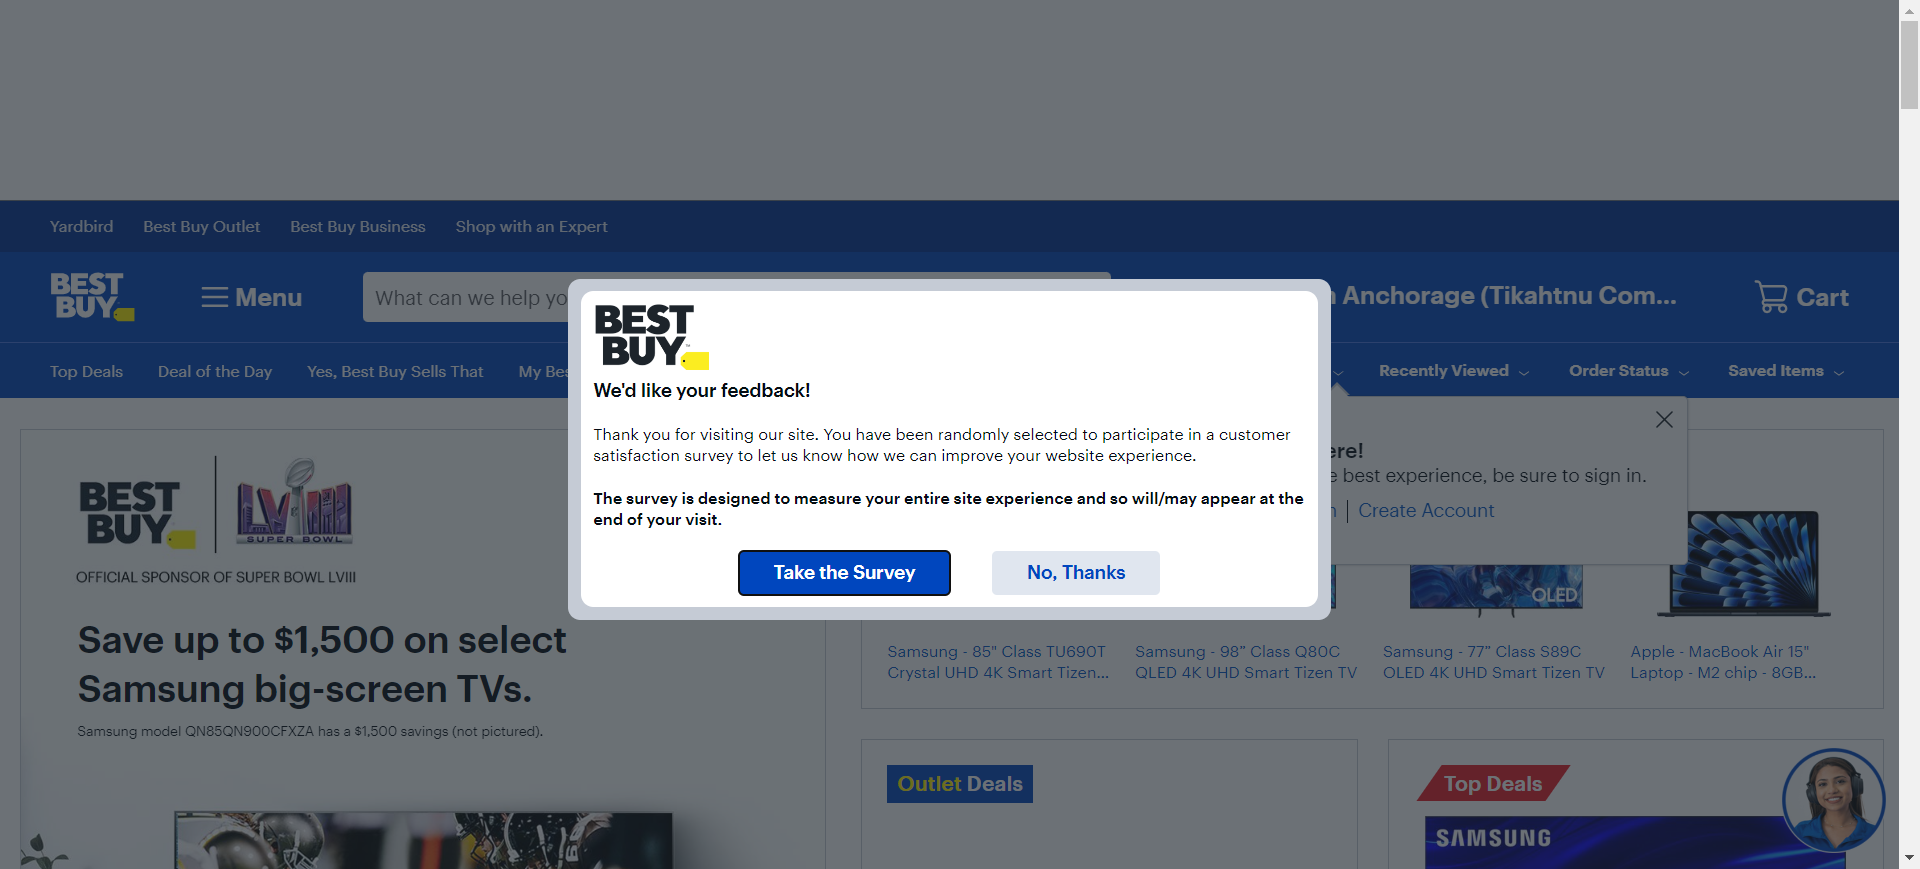 Yardbird
Best Buy Outlet
Best Buy Business
Shop with an Expert
BEST
BUY
Menu
What can we help yo
Anchorage (Tikahtnu Com...
Cart
Top Deals
Deal of the Day
Yes, Best Buy Sells That
My Bes
Recently Viewed
Order Status
Saved Items
BEST
BUY™
We'd like your feedback!
Thank you for visiting our site. You have been randomly selected to participate in a customer
satisfaction survey to let us know how we can improve your website experience.
The survey is designed to measure your entire site experience and so will/may appear at the
end of your visit.
Take the Survey
No, Thanks
ere!
e best experience, be sure to sign in.
Create Account
BEST
BUY
LVIII
SUPER BOWL
OFFICIAL SPONSOR OF SUPER BOWL LVIII
Save up to $1,500 on select
Samsung big-screen TVs.
Samsung model QN85QN900CFXZA has a $1,500 savings (not pictured).
OLED
Samsung - 85" Class TU690T
Crystal UHD 4K Smart Tizen...
Samsung - 98” Class Q80C
QLED 4K UHD Smart Tizen TV
Samsung - 77” Class S89C
OLED 4K UHD Smart Tizen TV
Apple - MacBook Air 15"
Laptop - M2 chip - 8GB...
Outlet Deals
Top Deals
SAMSUNG